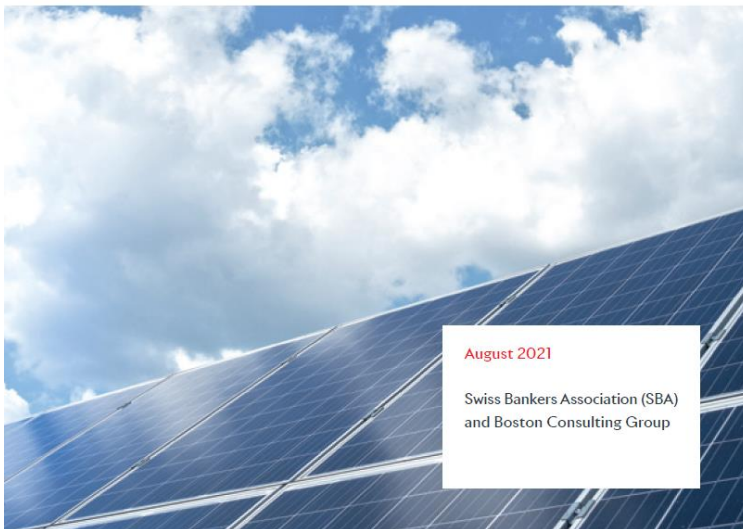 August 2021
Swiss Bankers Association (SBA)
and Boston Consulting Group